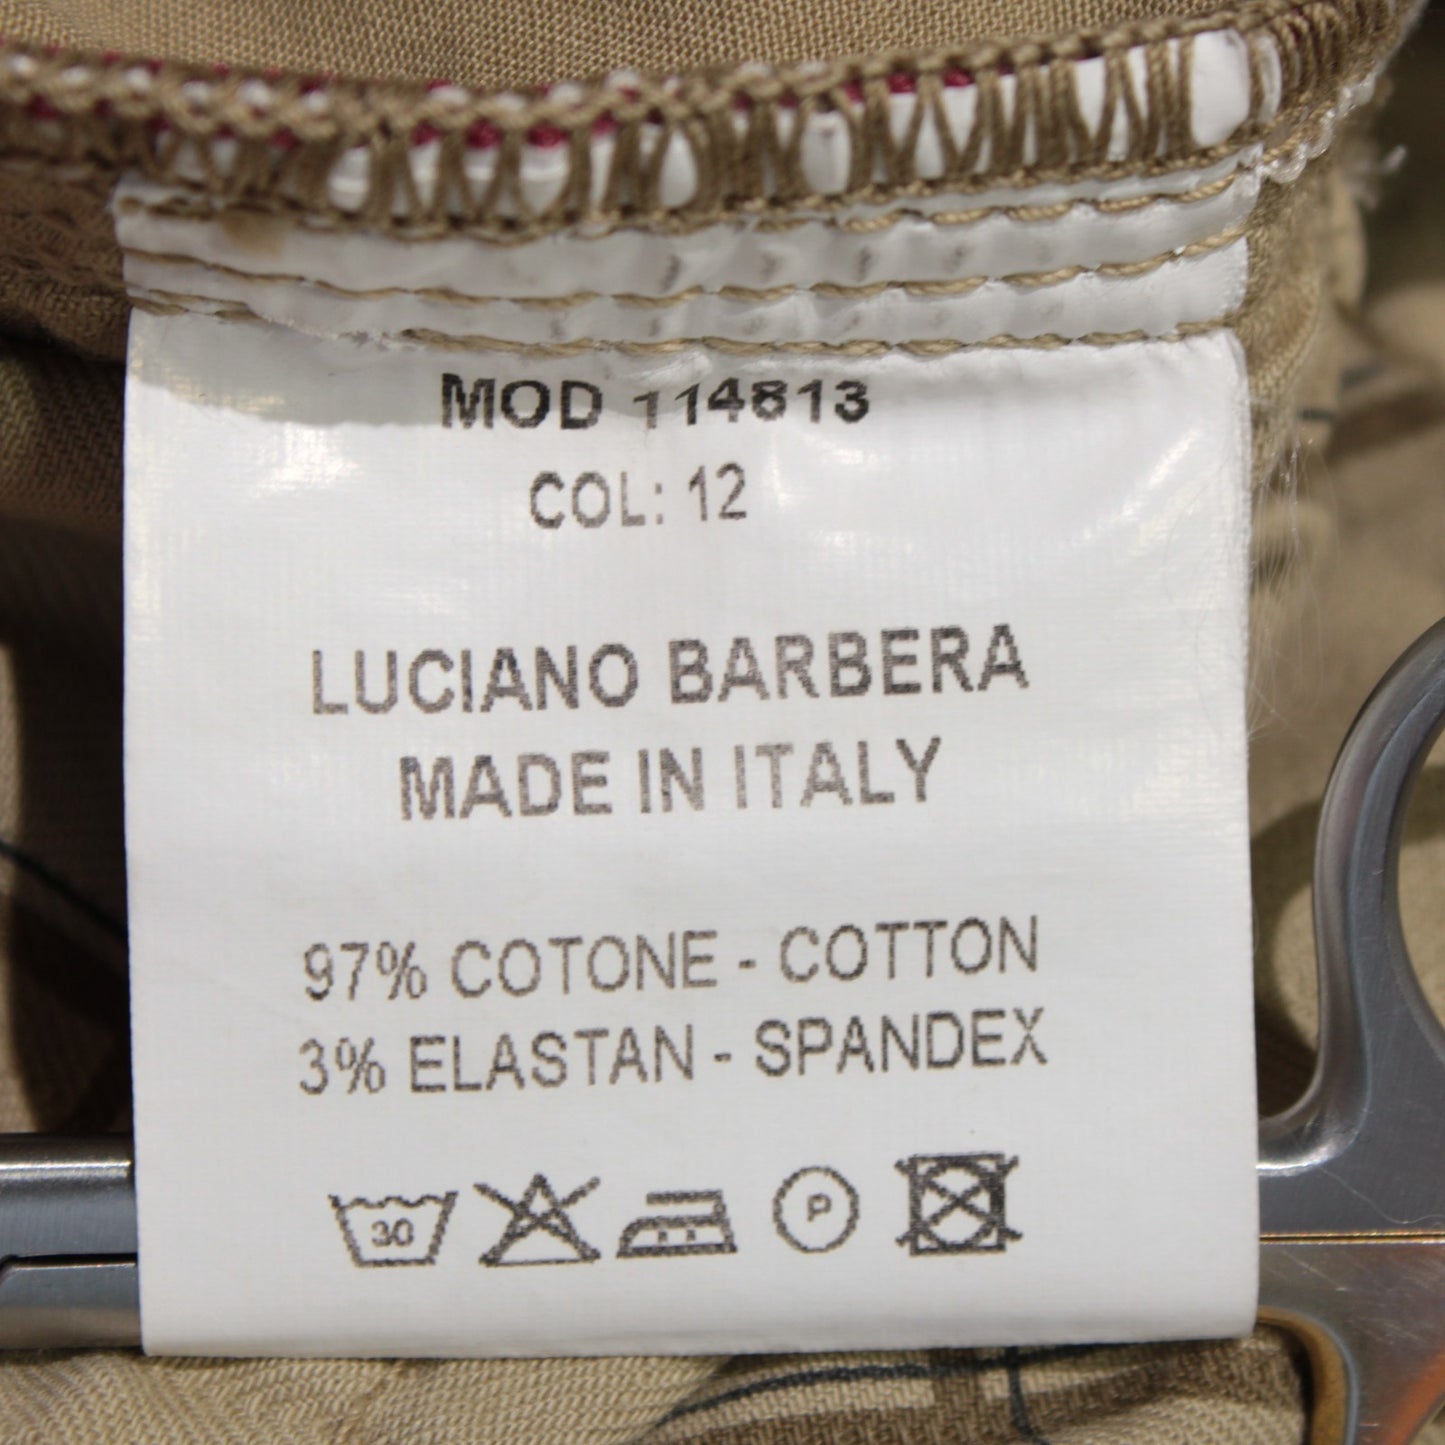 MOD 114813
COL: 12
LUCIANO BARBERA
MADE IN ITALY
97% COTONE - COTTON
3% ELASTAN - SPANDEX
30 P